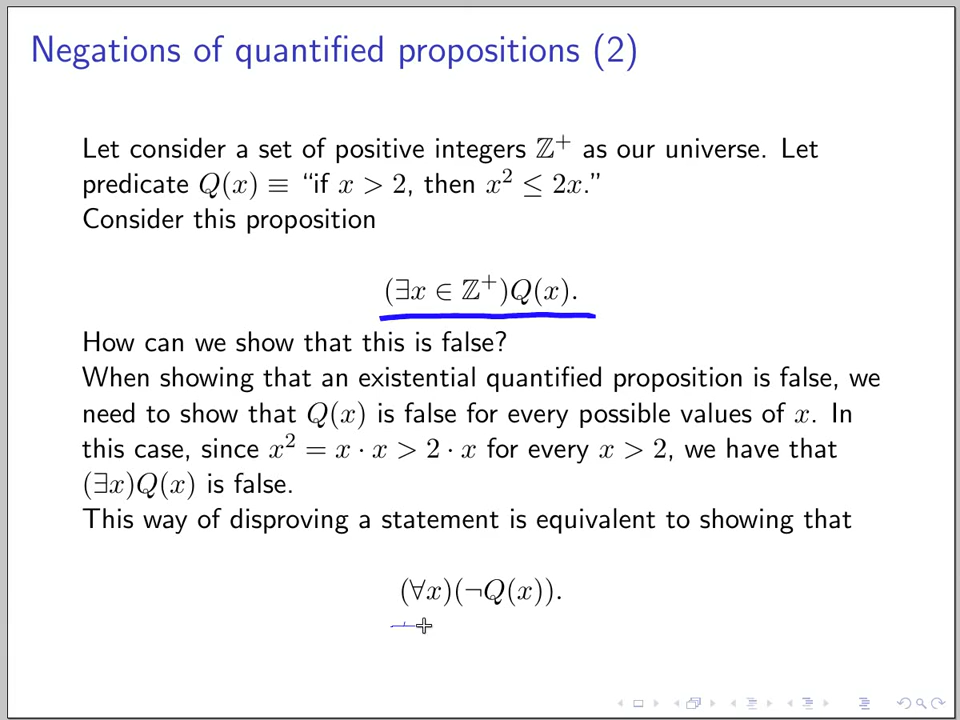 Negations of quantified propositions (2)
Let consider a set of positive integers ℤ⁺ as our universe. Let
predicate Q(x) ≡ “if x > 2, then x² ≤ 2x.”
Consider this proposition
(∃x ∈ ℤ⁺)Q(x).
How can we show that this is false?
When showing that an existential quantified proposition is false, we
need to show that Q(x) is false for every possible values of x. In
this case, since x² = x · x > 2 · x for every x > 2, we have that
(∃x)Q(x) is false.
This way of disproving a statement is equivalent to showing that
(∀x)(¬Q(x)).